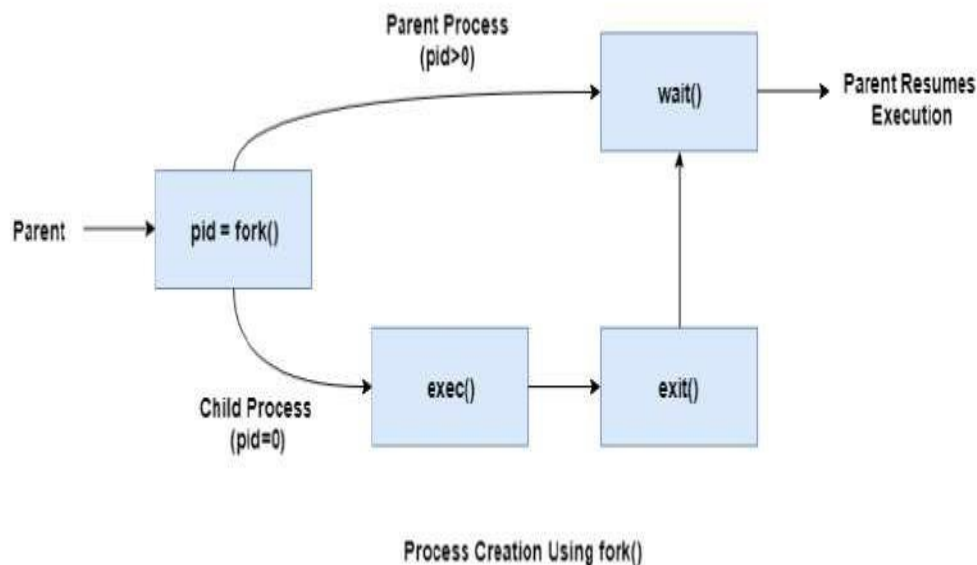 Parent Process
(pid>0)
wait()
Parent Resumes
Execution
Parent
pid = fork()
Child Process
(pid=0)
exec()
exit()
Process Creation Using fork()